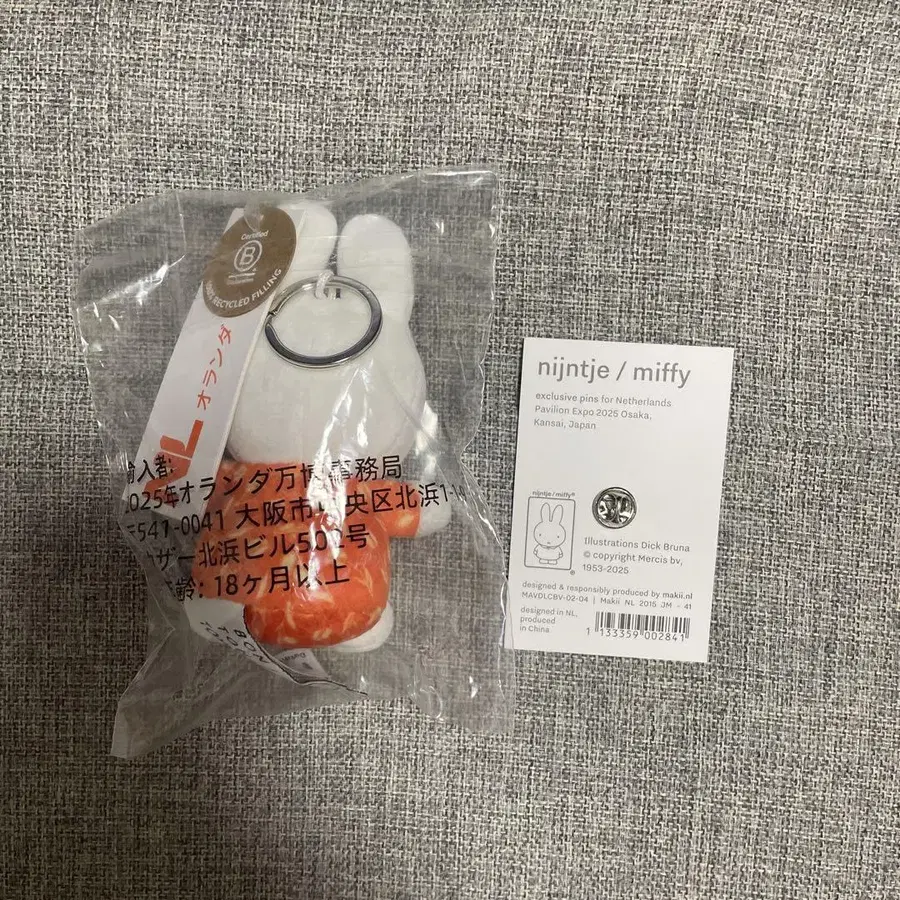 Certified
B
RECYCLED FILLING
NL オランダ
輸入者:
2025年オランダ万博事務局
〒541-0041 大阪市中央区北浜1-1
ウザー北浜ビル502号
齢: 18ヶ月以上
BON
nijntje / miffy
exclusive pins for Netherlands
Pavilion Expo 2025 Osaka,
Kansai, Japan
nijntje/miffy®
Illustrations Dick Bruna
© copyright Mercis bv,
1953-2025
designed & responsibly produced by makii.nl
MAVDLCBV-02-04 | Makii NL 2015 JM - 41
designed in NL,
produced
in China
1 133359 002841